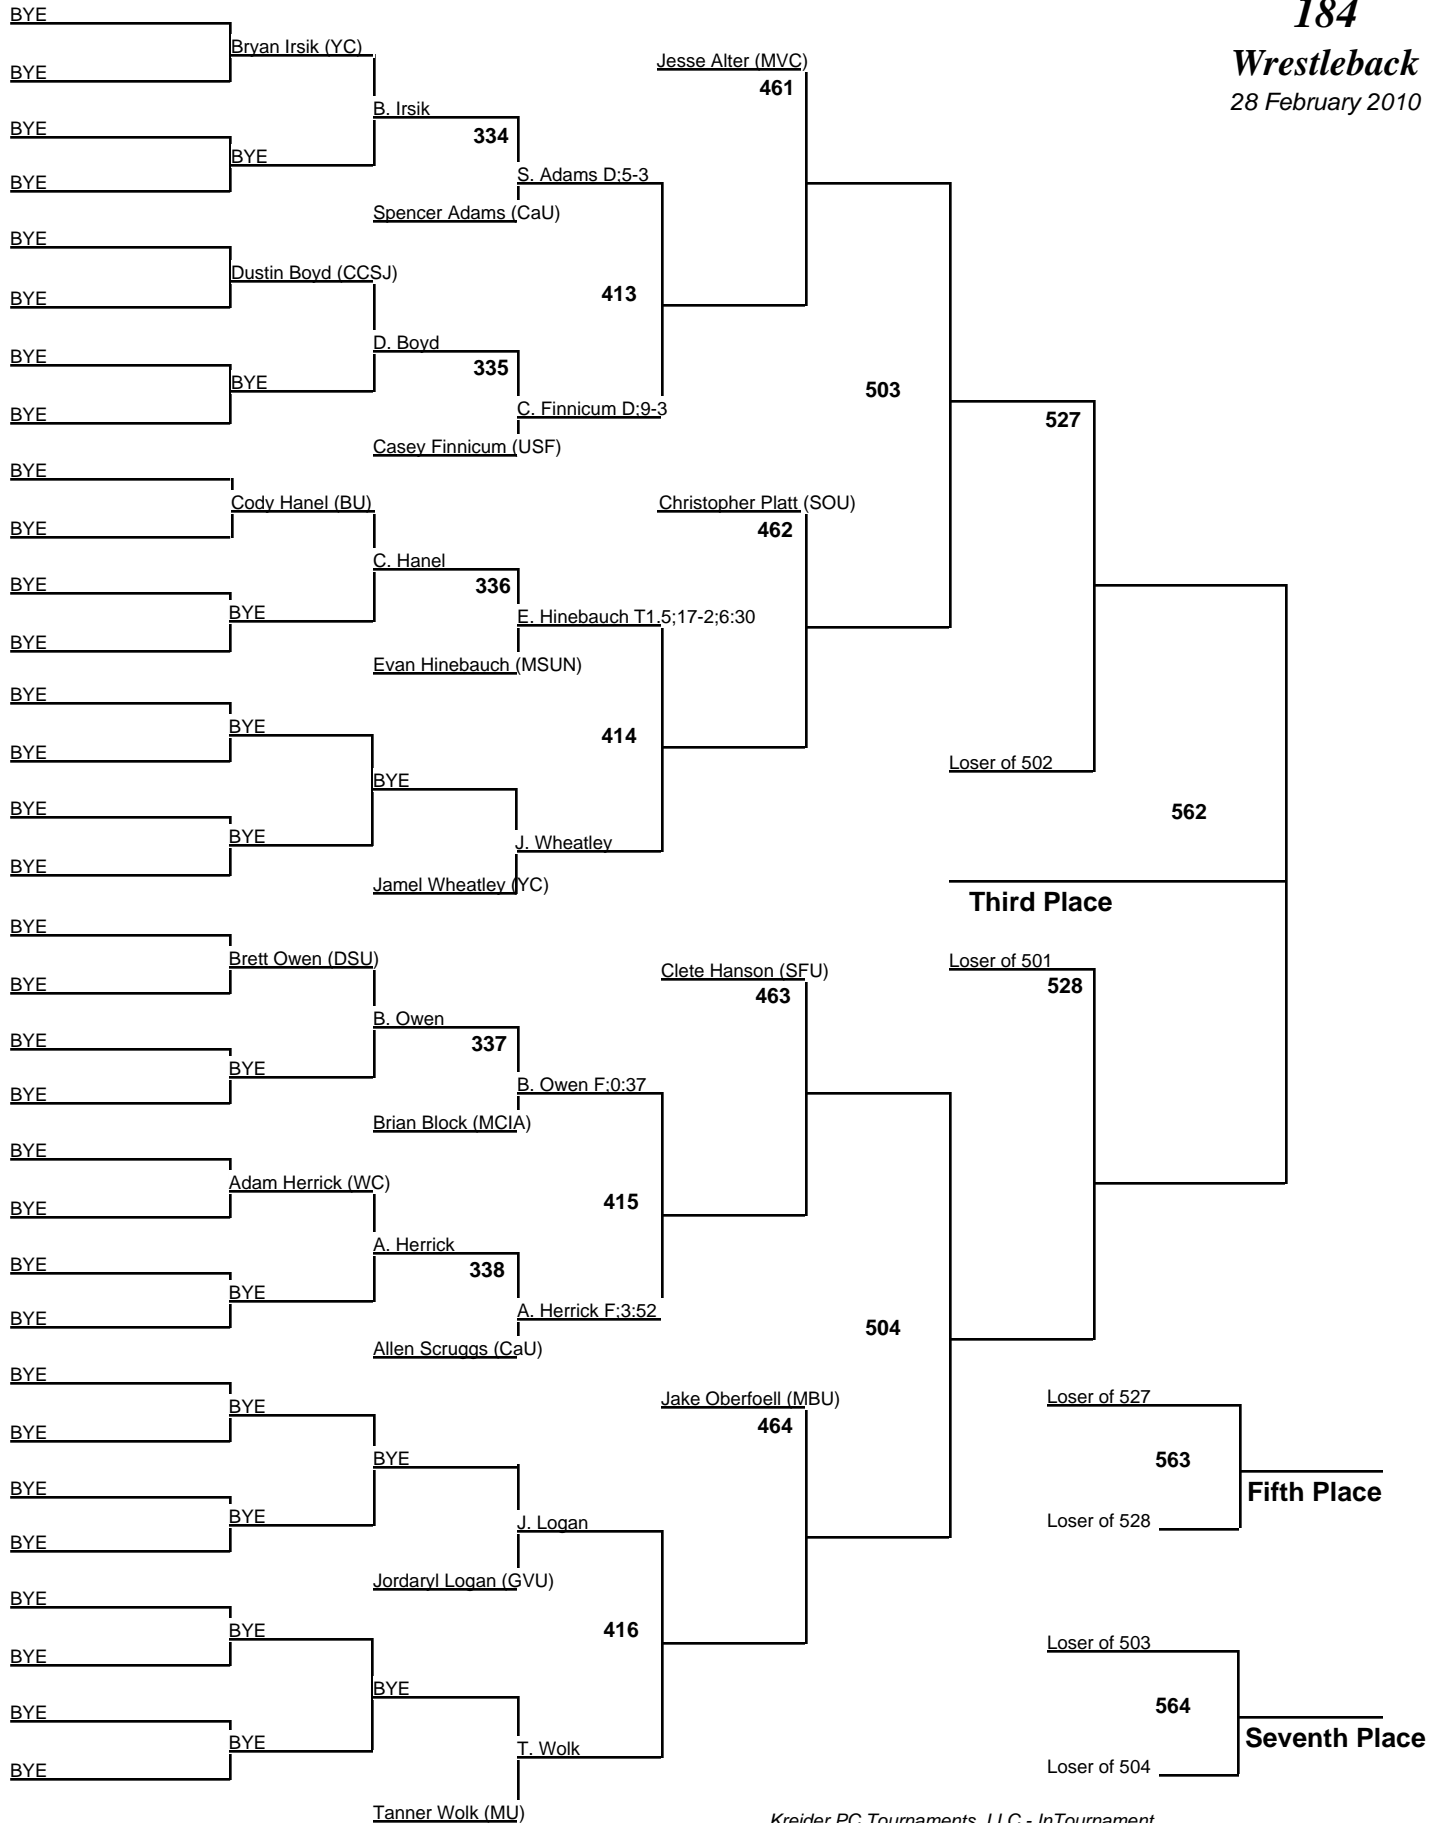 184
Wrestleback
28 February 2010
BYE
Bryan Irsik (YC)
BYE
B. Irsik
334
BYE
BYE
BYE
S. Adams D;5-3
Spencer Adams (CaU)
BYE
Dustin Boyd (CCSJ)
BYE
413
D. Boyd
335
BYE
BYE
BYE
C. Finnicum D;9-3
Casey Finnicum (USF)
Jesse Alter (MVC)
461
503
527
BYE
Cody Hanel (BU)
BYE
C. Hanel
336
BYE
BYE
BYE
E. Hinebauch T1.5;17-2;6:30
Evan Hinebauch (MSUN)
Christopher Platt (SOU)
462
BYE
BYE
BYE
414
BYE
BYE
BYE
BYE
J. Wheatley
Jamel Wheatley (YC)
Loser of 502
562
Third Place
BYE
Brett Owen (DSU)
BYE
B. Owen
337
BYE
BYE
BYE
B. Owen F;0:37
Brian Block (MCIA)
Clete Hanson (SFU)
463
Loser of 501
528
BYE
Adam Herrick (WC)
BYE
415
A. Herrick
338
BYE
BYE
BYE
A. Herrick F;3:52
Allen Scruggs (CaU)
504
BYE
BYE
BYE
BYE
BYE
BYE
BYE
J. Logan
Jordaryl Logan (GVU)
Jake Oberfoell (MBU)
464
Loser of 527
563
Fifth Place
Loser of 528
BYE
BYE
BYE
416
BYE
BYE
BYE
BYE
T. Wolk
Tanner Wolk (MU)
Loser of 503
564
Seventh Place
Loser of 504
Kreider PC Tournaments, LLC - InTournament